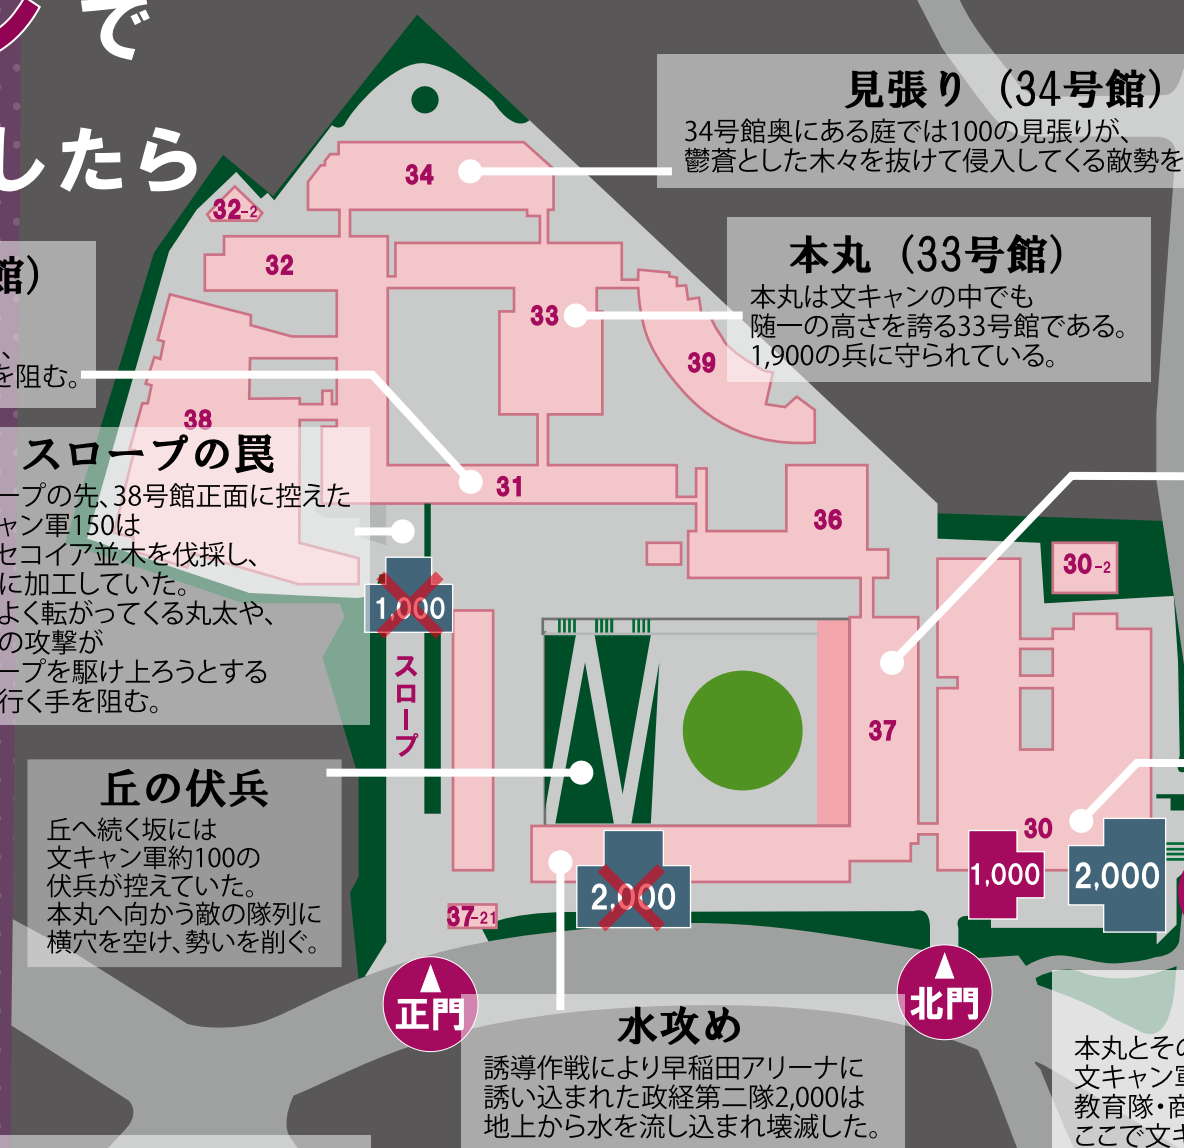 で
したら
見張り（34号館）
34号館奥にある庭では100の見張りが、
鬱蒼とした木々を抜けて侵入してくる敵勢を
本丸（33号館）
本丸は文キャンの中でも
随一の高さを誇る33号館である。
1,900の兵に守られている。
館）
、
を阻む。
スロープの罠
ープの先、38号館正面に控えた
ャン軍150は
セコイア並木を伐採し、
に加工していた。
よく転がってくる丸太や、
の攻撃が
ープを駆け上ろうとする
行く手を阻む。
丘の伏兵
丘へ続く坂には
文キャン軍約100の
伏兵が控えていた。
本丸へ向かう敵の隊列に
横穴を空け、勢いを削ぐ。
水攻め
誘導作戦により早稲田アリーナに
誘い込まれた政経第二隊2,000は
地上から水を流し込まれ壊滅した。
本丸とその
文キャン軍
教育隊・商
ここで文キ
34
32-2
32
33
39
38
31
36
30-2
1,000
スロープ
37
30
1,000
2,000
2,000
37-21
正門
北門